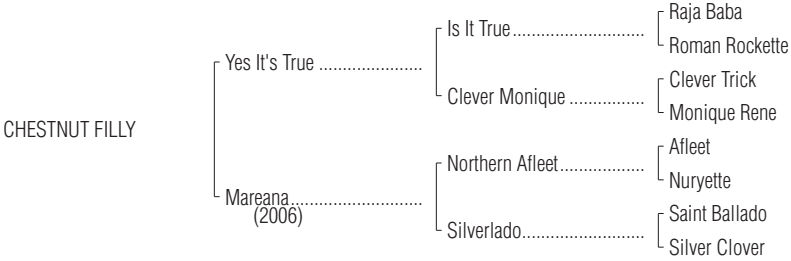 Raja Baba
Is It True
Roman Rockette
Yes It's True
Clever Trick
Clever Monique
Monique Rene
CHESTNUT FILLY
Afleet
Northern Afleet
Nuryette
Mareana
(2006)
Saint Ballado
Silverlado
Silver Clover